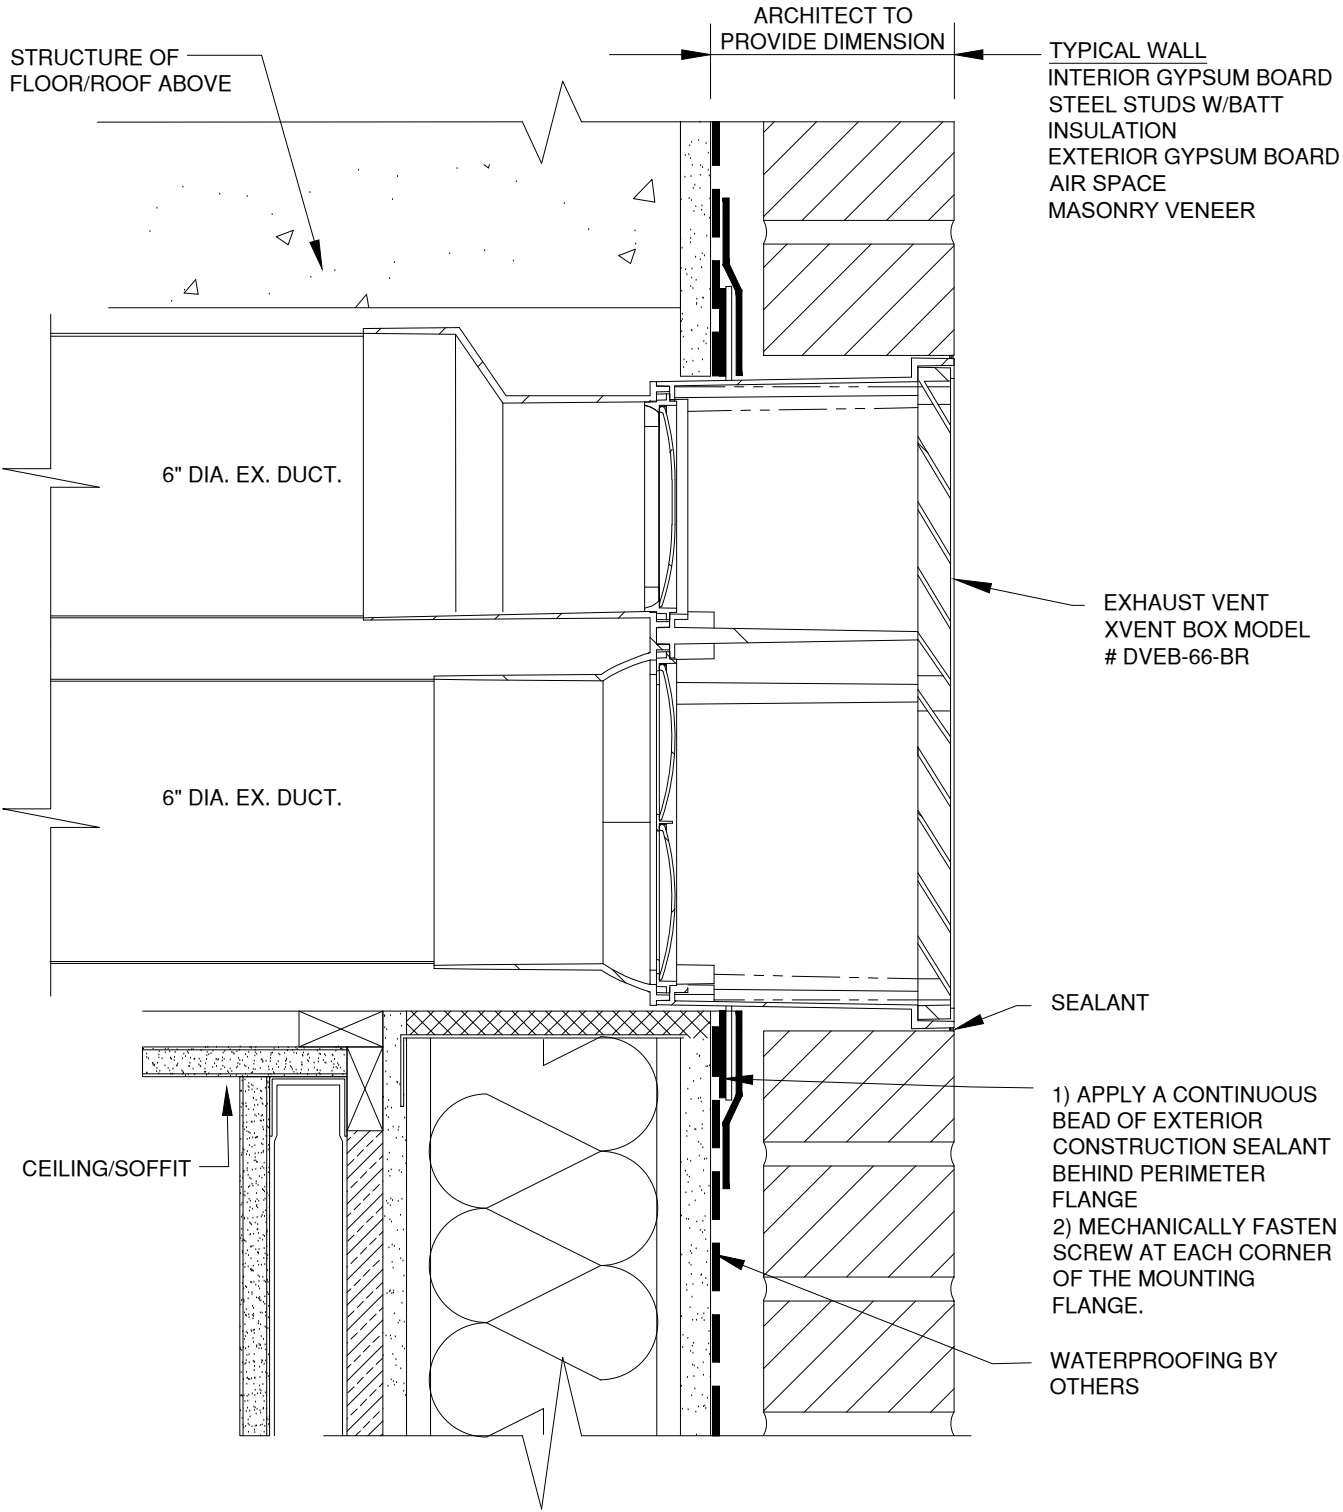 ARCHITECT TO
PROVIDE DIMENSION
STRUCTURE OF
FLOOR/ROOF ABOVE
TYPICAL WALL
INTERIOR GYPSUM BOARD
STEEL STUDS W/BATT
INSULATION
EXTERIOR GYPSUM BOARD
AIR SPACE
MASONRY VENEER
6" DIA. EX. DUCT.
EXHAUST VENT
XVENT BOX MODEL
# DVEB-66-BR
6" DIA. EX. DUCT.
SEALANT
1) APPLY A CONTINUOUS
BEAD OF EXTERIOR
CONSTRUCTION SEALANT
BEHIND PERIMETER
FLANGE
2) MECHANICALLY FASTEN
SCREW AT EACH CORNER
OF THE MOUNTING
FLANGE.
CEILING/SOFFIT
WATERPROOFING BY
OTHERS